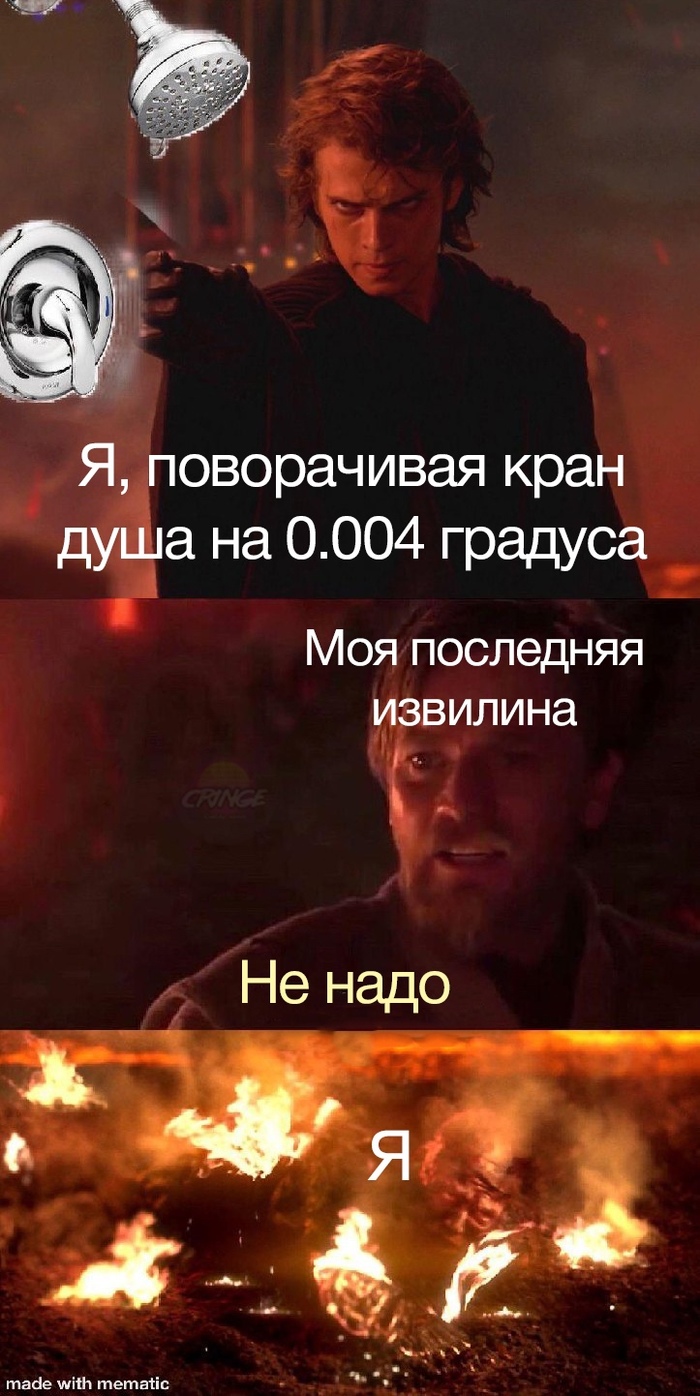 Я, поворачивая кран
душа на 0.004 градуса
Моя последняя
извилина
CRINGE
Не надо
Я
made with mematic